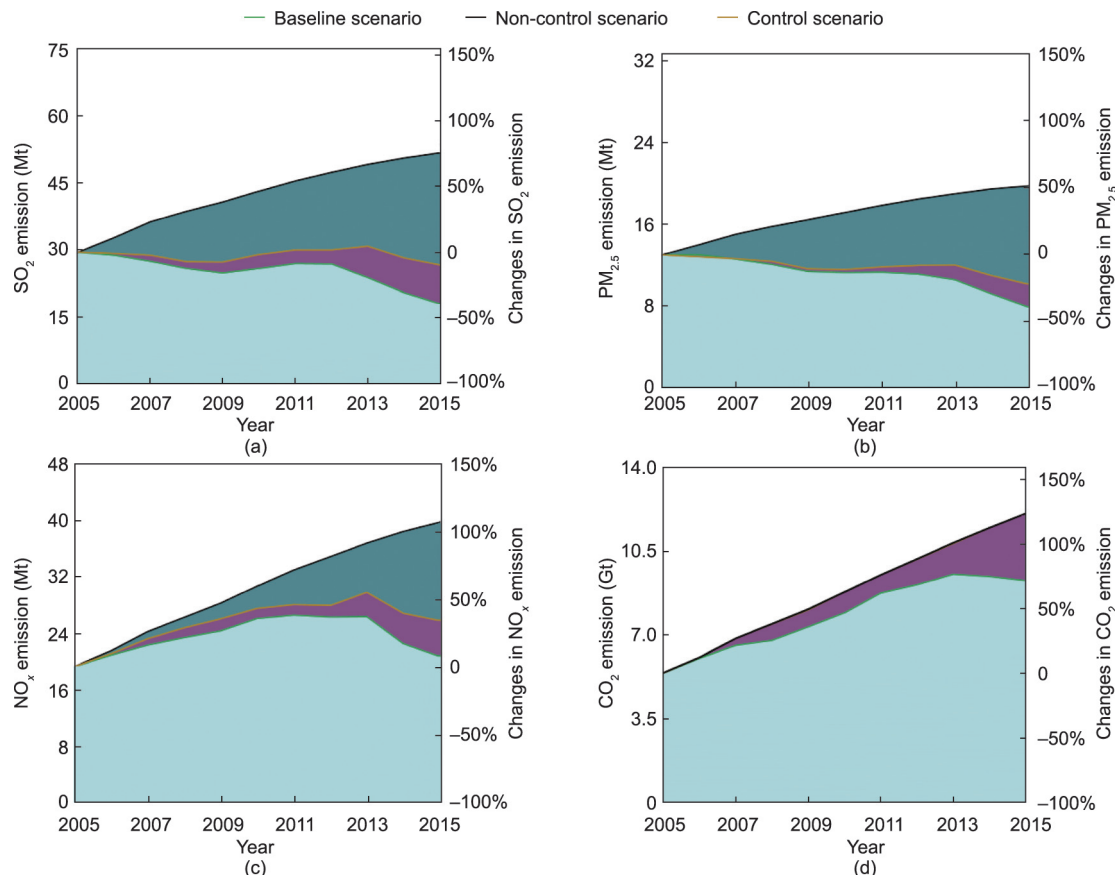 Baseline scenario Non-control scenario Control scenario
75
60
45
30
15
0
SO2 emission (Mt)
150%
100%
50%
0
–50%
–100%
Changes in SO2 emission
2005 2007 2009 2011 2013 2015
Year
(a)
32
24
16
8
0
PM2.5 emission (Mt)
150%
100%
50%
0
–50%
–100%
Changes in PM2.5 emission
2005 2007 2009 2011 2013 2015
Year
(b)
48
40
32
24
16
8
0
NOx emission (Mt)
150%
100%
50%
0
–50%
–100%
Changes in NOx emission
2005 2007 2009 2011 2013 2015
Year
(c)
14.0
10.5
7.0
3.5
0
CO2 emission (Gt)
150%
100%
50%
0
–50%
–100%
Changes in CO2 emission
2005 2007 2009 2011 2013 2015
Year
(d)